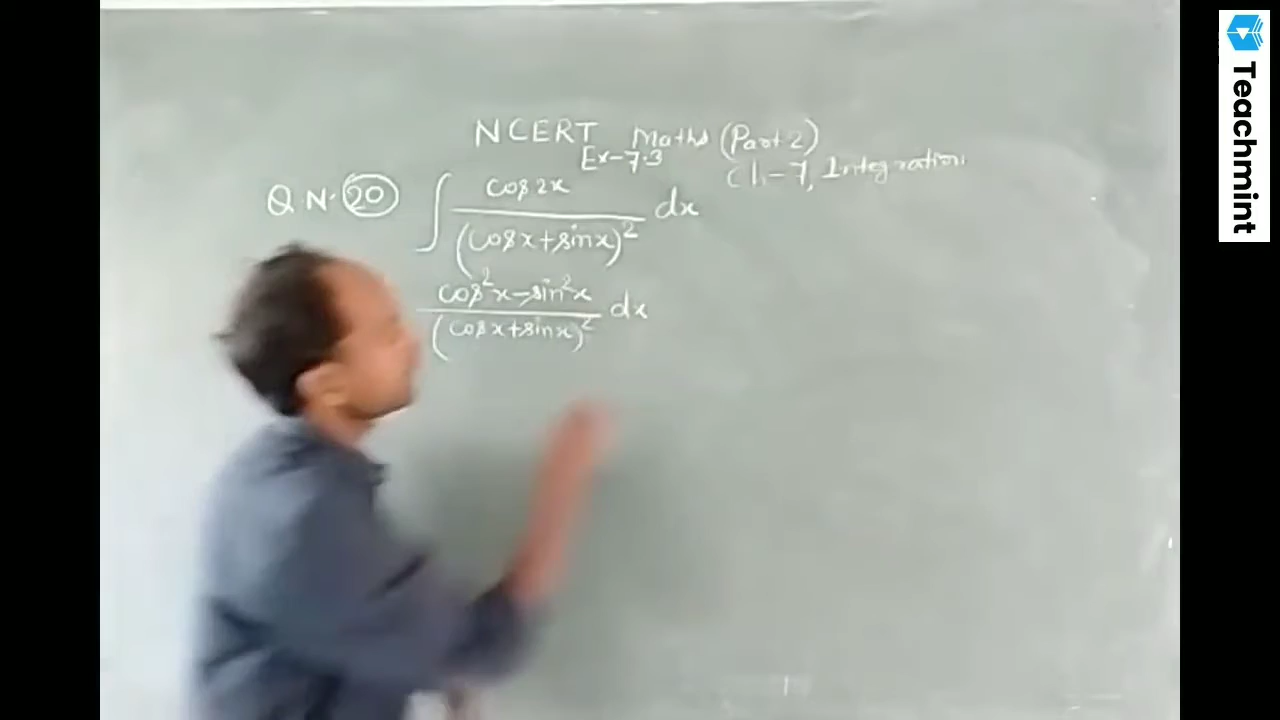 NCERT Maths (Part 2)
Ex-7.3
Ch-7, Integration
Q.N. 20 ∫ cos2x / (cosx+sinx)² dx
cos²x-sin²x / (cosx+sinx)² dx
Teachmint